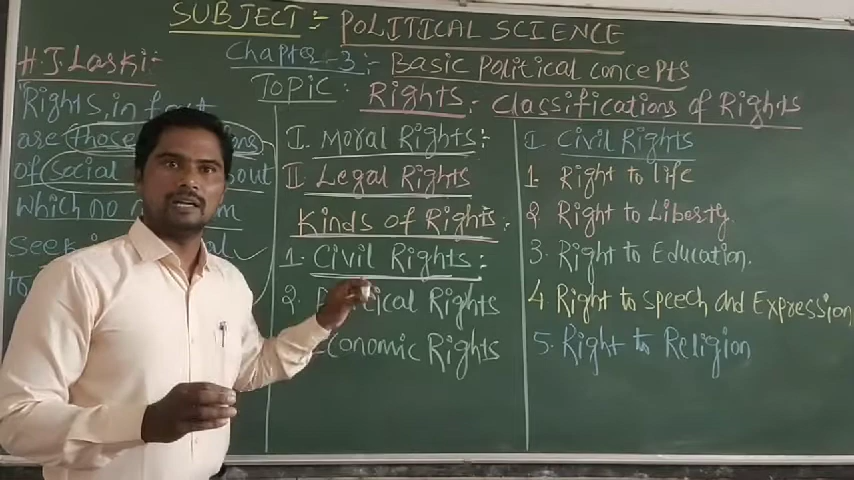 SUBJECT :- POLITICAL SCIENCE
Chapter - 3 : BASIC POLITICAL CONCEPTS
TOPIC : RIGHTS : CLASSIFICATIONS of RIGHTS
H.J. Laski :-
"Rights in fact
are those
of social
which no
seek
to
I. MORAL RIGHTS :-
II. LEGAL RIGHTS :-
KINDS OF RIGHTS :
1. CIVIL RIGHTS :
2. RIGHTS
ECONOMIC RIGHTS
I. CIVIL RIGHTS :-
1. RIGHT to life
2 RIGHT to LIBERTY
3. RIGHT to EDUCATION.
4 RIGHT to SPEECH and EXPRESSION
5. RIGHT to RELIGION